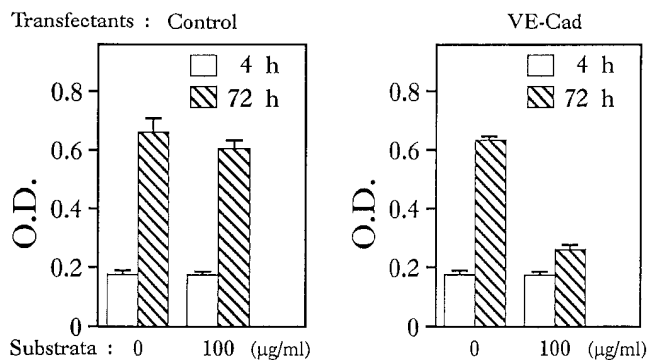 Transfectants : Control
VE-Cad
4 h
72 h
0.8
0.6
0.4
0.2
0
O.D.
4 h
72 h
0.8
0.6
0.4
0.2
0
O.D.
Substrata : 0 100 (μg/ml)
0 100 (μg/ml)